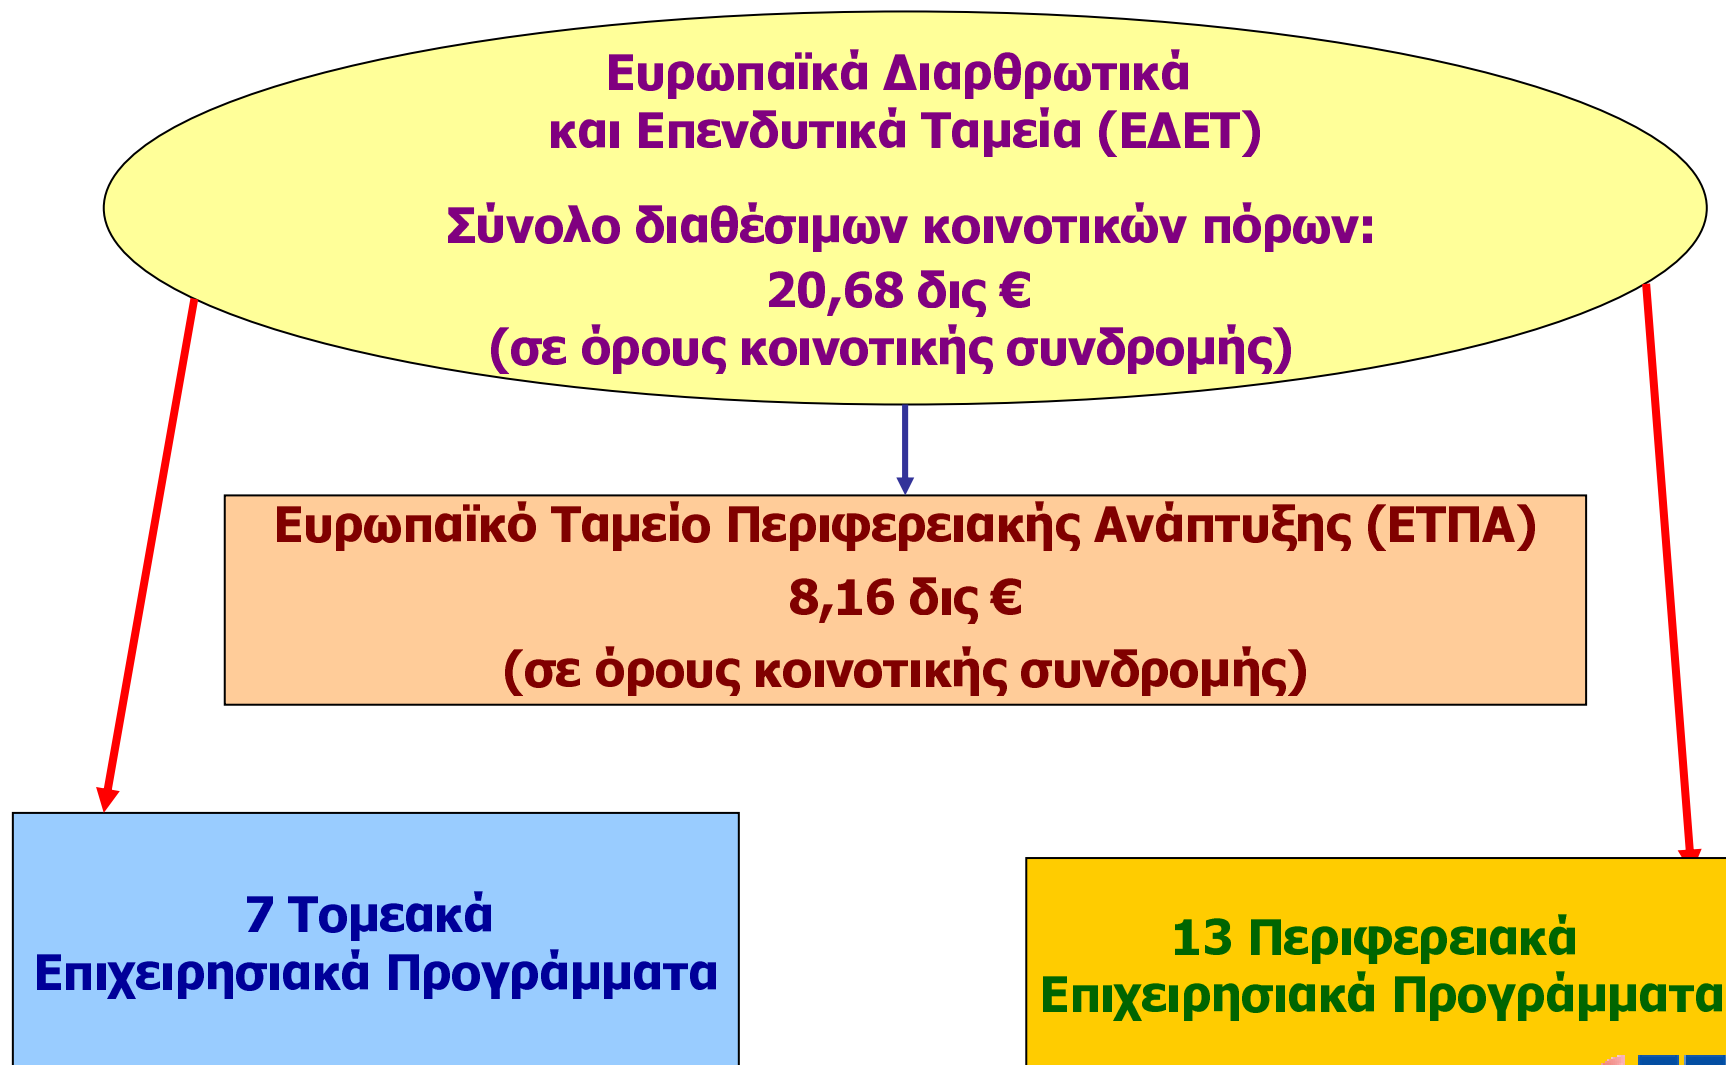 Ευρωπαϊκά Διαρθρωτικά
και Επενδυτικά Ταμεία (ΕΔΕΤ)
Σύνολο διαθέσιμων κοινοτικών πόρων:
20,68 δις €
(σε όρους κοινοτικής συνδρομής)
Ευρωπαϊκό Ταμείο Περιφερειακής Ανάπτυξης (ΕΤΠΑ)
8,16 δις €
(σε όρους κοινοτικής συνδρομής)
7 Τομεακά
Επιχειρησιακά Προγράμματα
13 Περιφερειακά
Επιχειρησιακά Προγράμματα